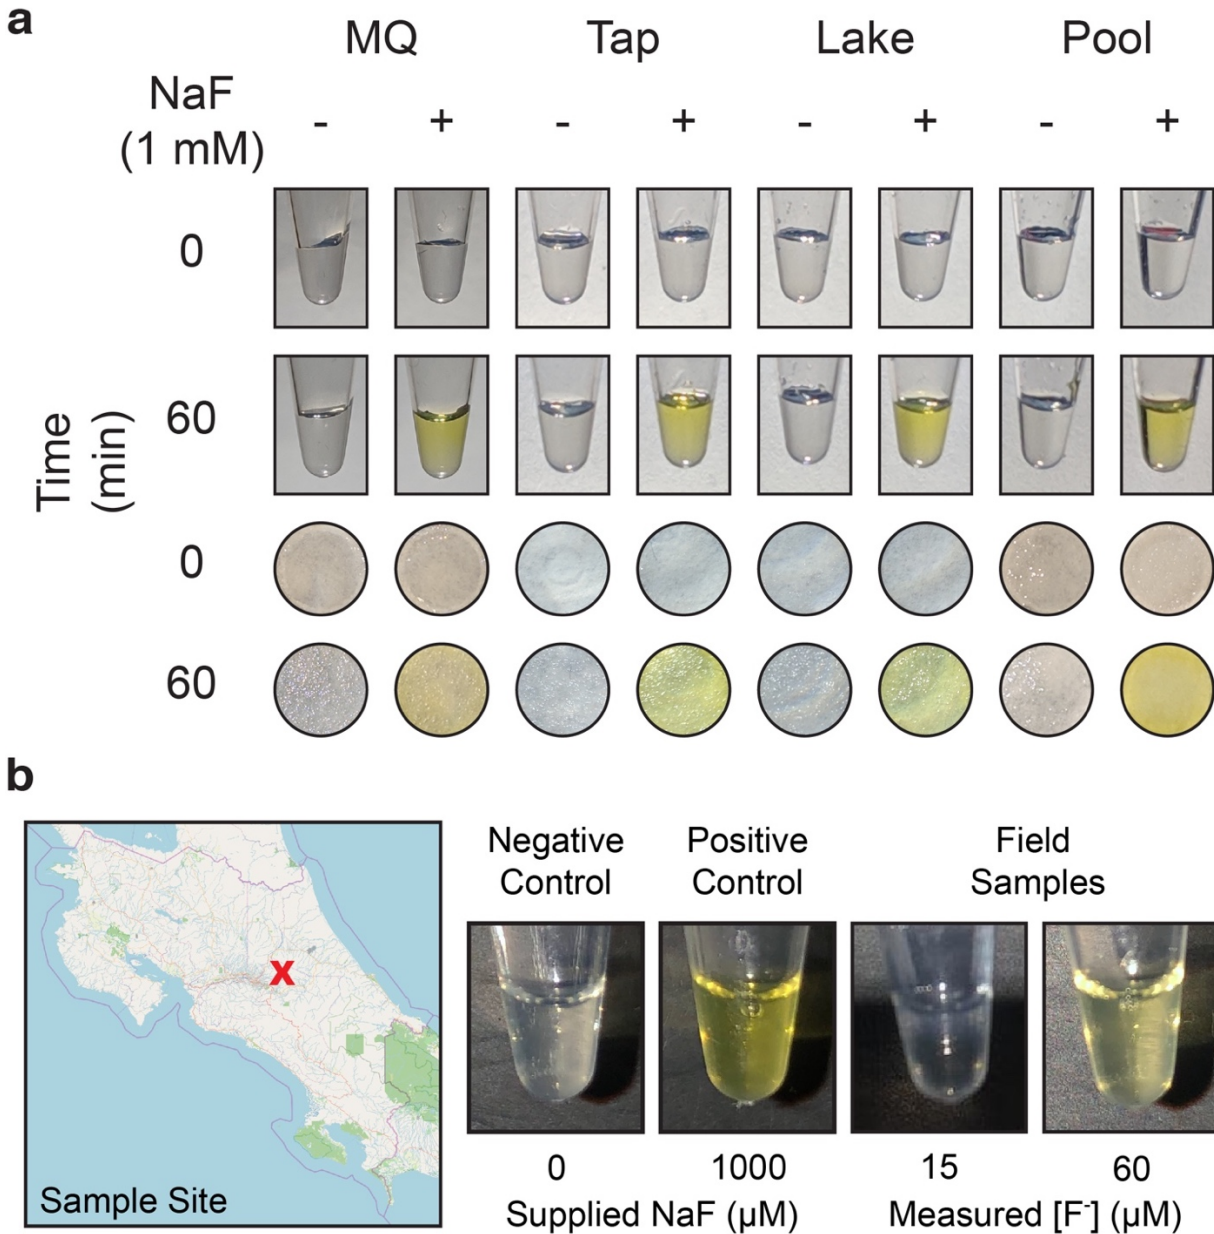 a
MQ Tap Lake Pool
NaF
(1 mM)
- + - + - + - +
0
60
0
60
Time
(min)
b
Sample Site
X
Negative
Control
Positive
Control
Field
Samples
0 1000 15 60
Supplied NaF (µM) Measured [F⁻] (µM)